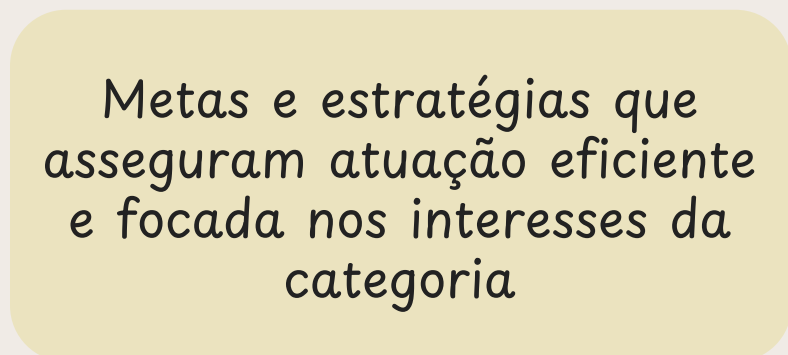 Metas e estratégias que
asseguram atuação eficiente
e focada nos interesses da
categoria